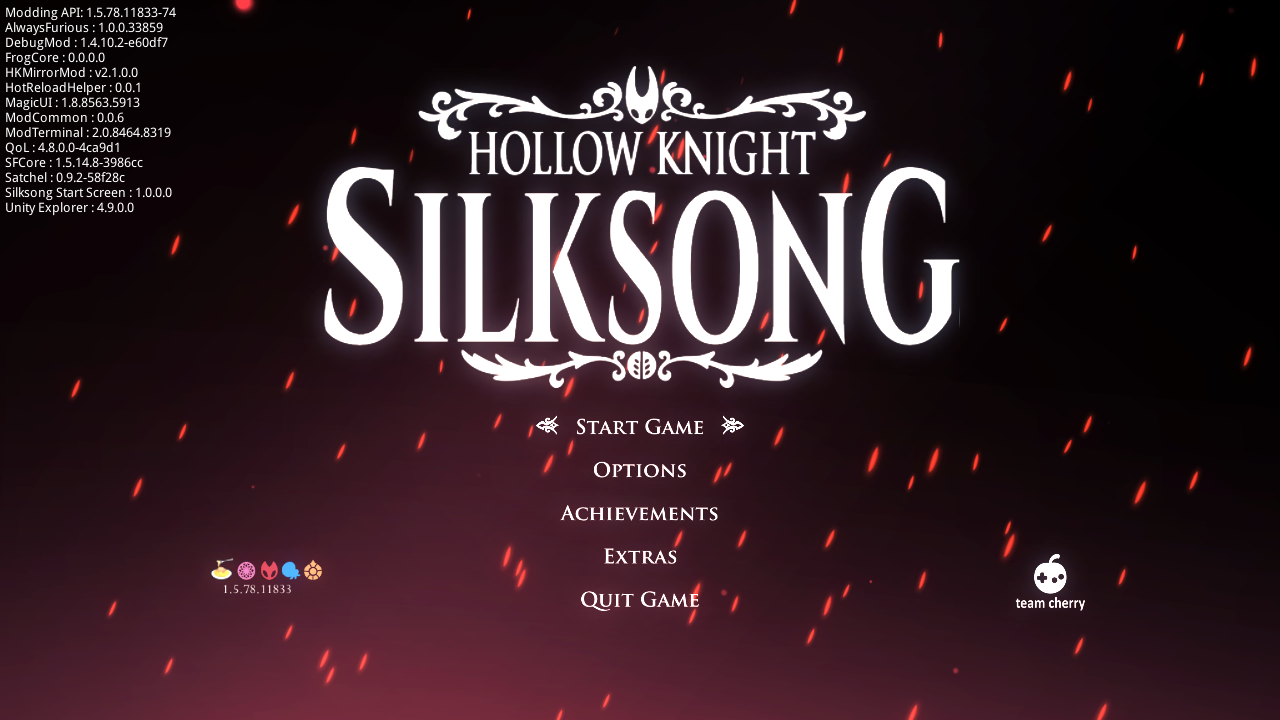 Modding API: 1.5.78.11833-74
AlwaysFurious : 1.0.0.33859
DebugMod : 1.4.10.2-e60df7
FrogCore : 0.0.0.0
HKMirrorMod : v2.1.0.0
HotReloadHelper : 0.0.1
MagicUI : 1.8.8563.5913
ModCommon : 0.0.6
ModTerminal : 2.0.8464.8319
QoL : 4.8.0.0-4ca9d1
SFCore : 1.5.14.8-3986cc
Satchel : 0.9.2-58f28c
Silksong Start Screen : 1.0.0.0
Unity Explorer : 4.9.0.0
HOLLOW KNIGHT
SILKSONG
START GAME
OPTIONS
ACHIEVEMENTS
EXTRAS
QUIT GAME
1.5.78.11833
team cherry